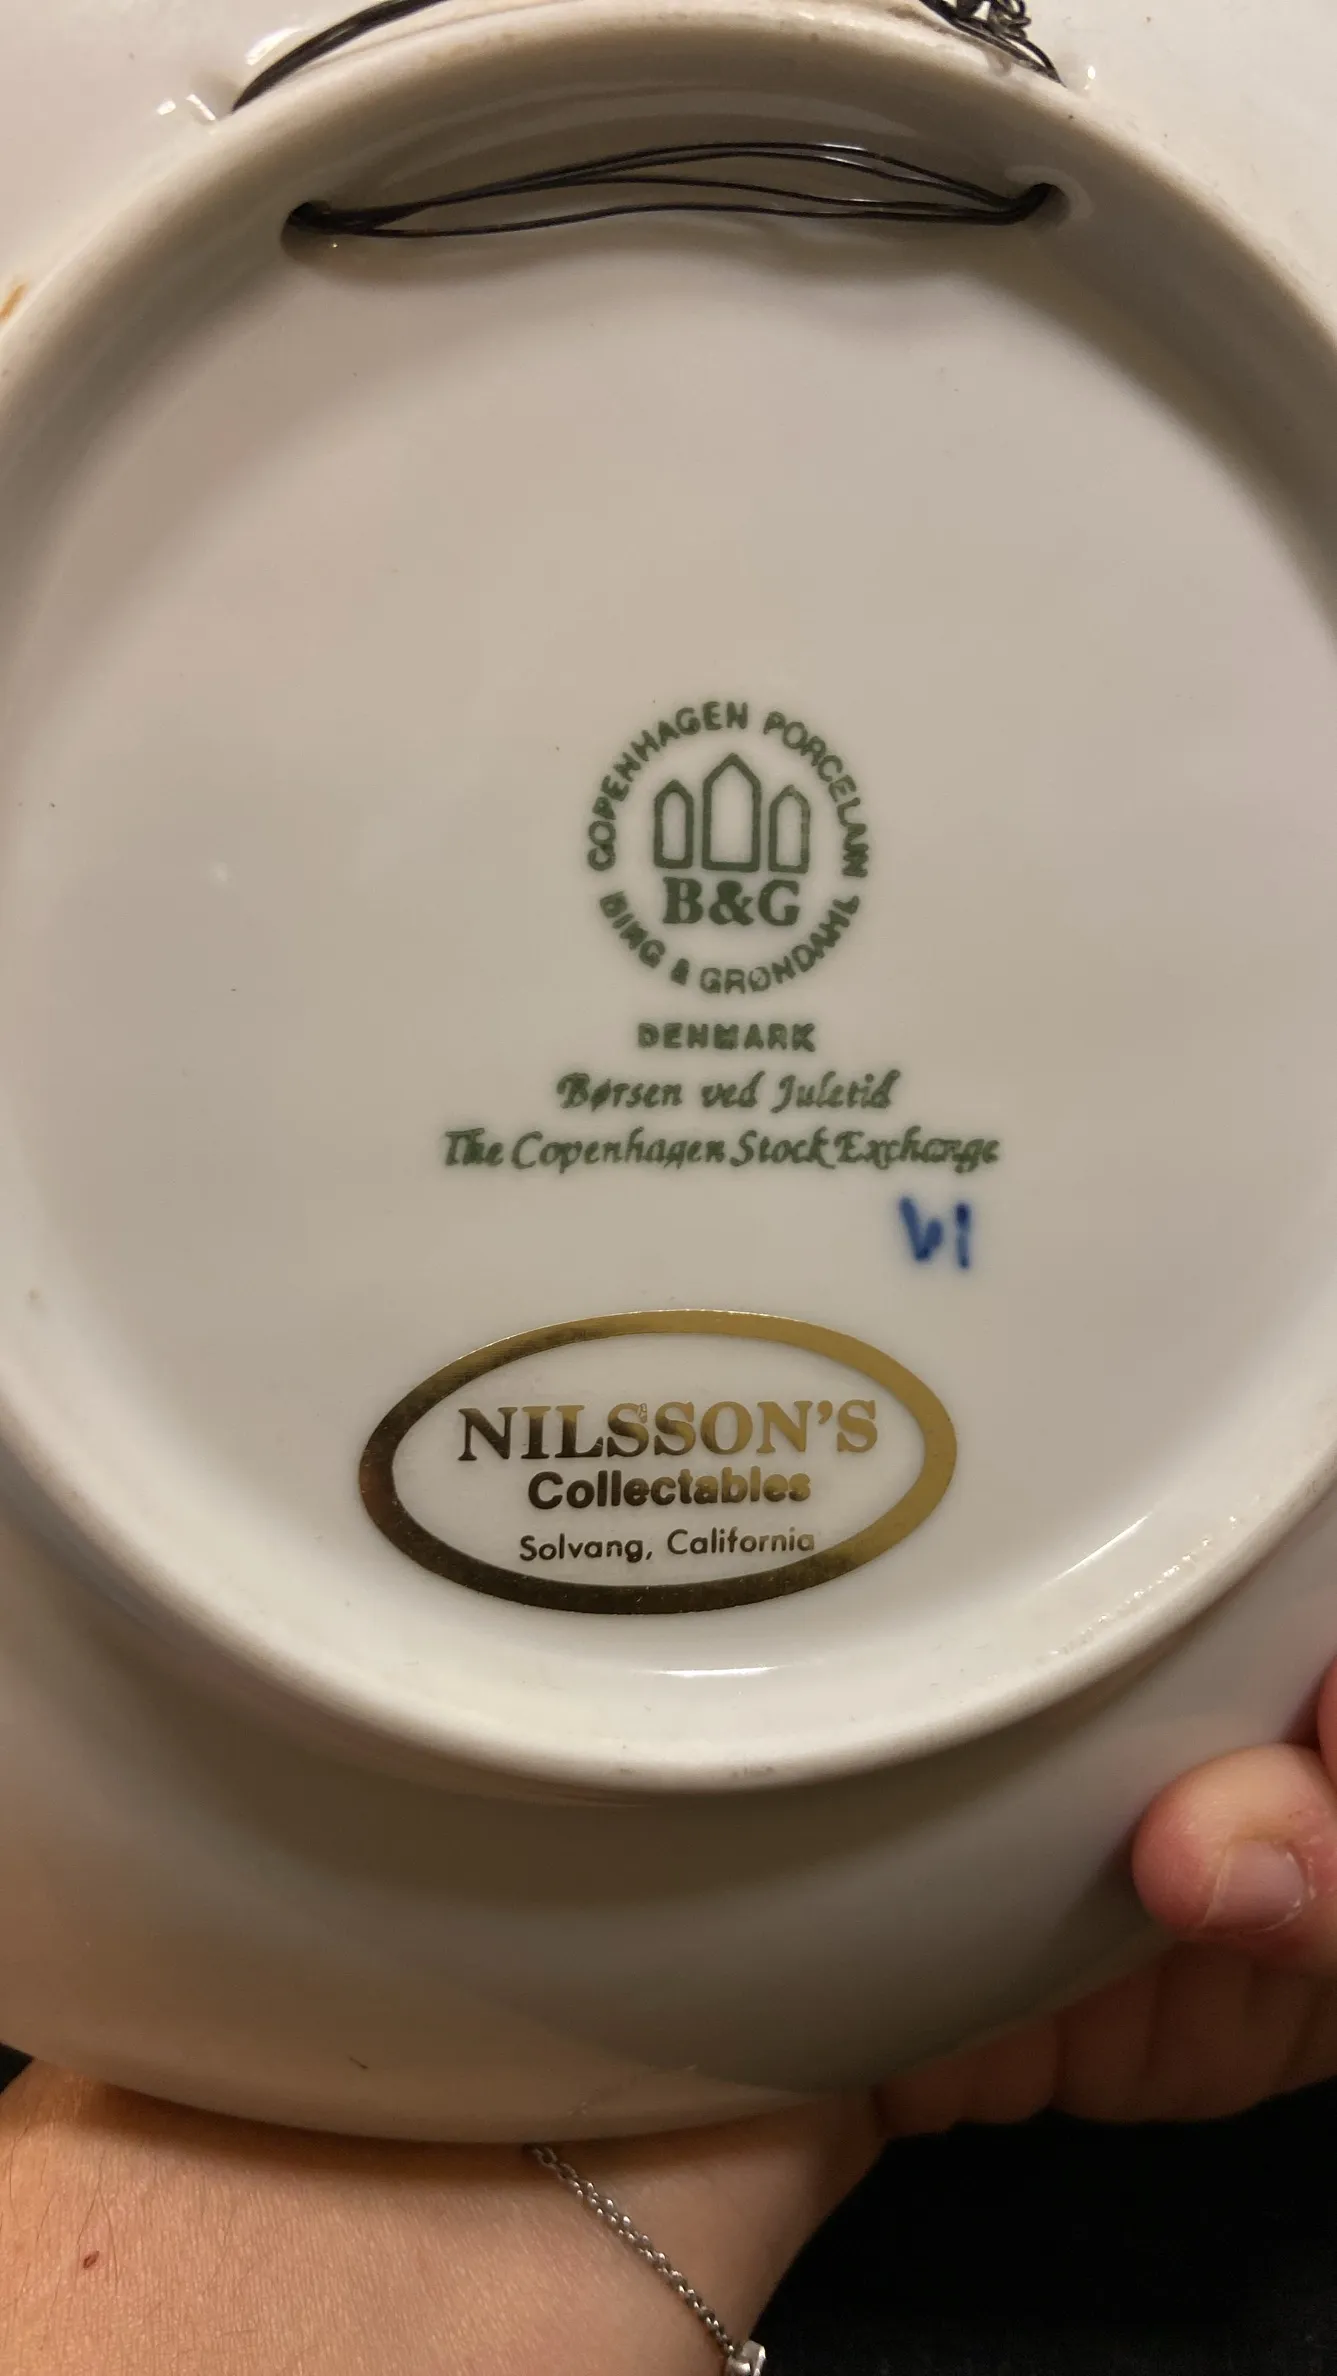 COPENHAGEN PORCELAIN
B&G
BING & GRØNDAHL
DENMARK
Børsen ved Juletid
The Copenhagen Stock Exchange
NILSSON'S
Collectables
Solvang, California